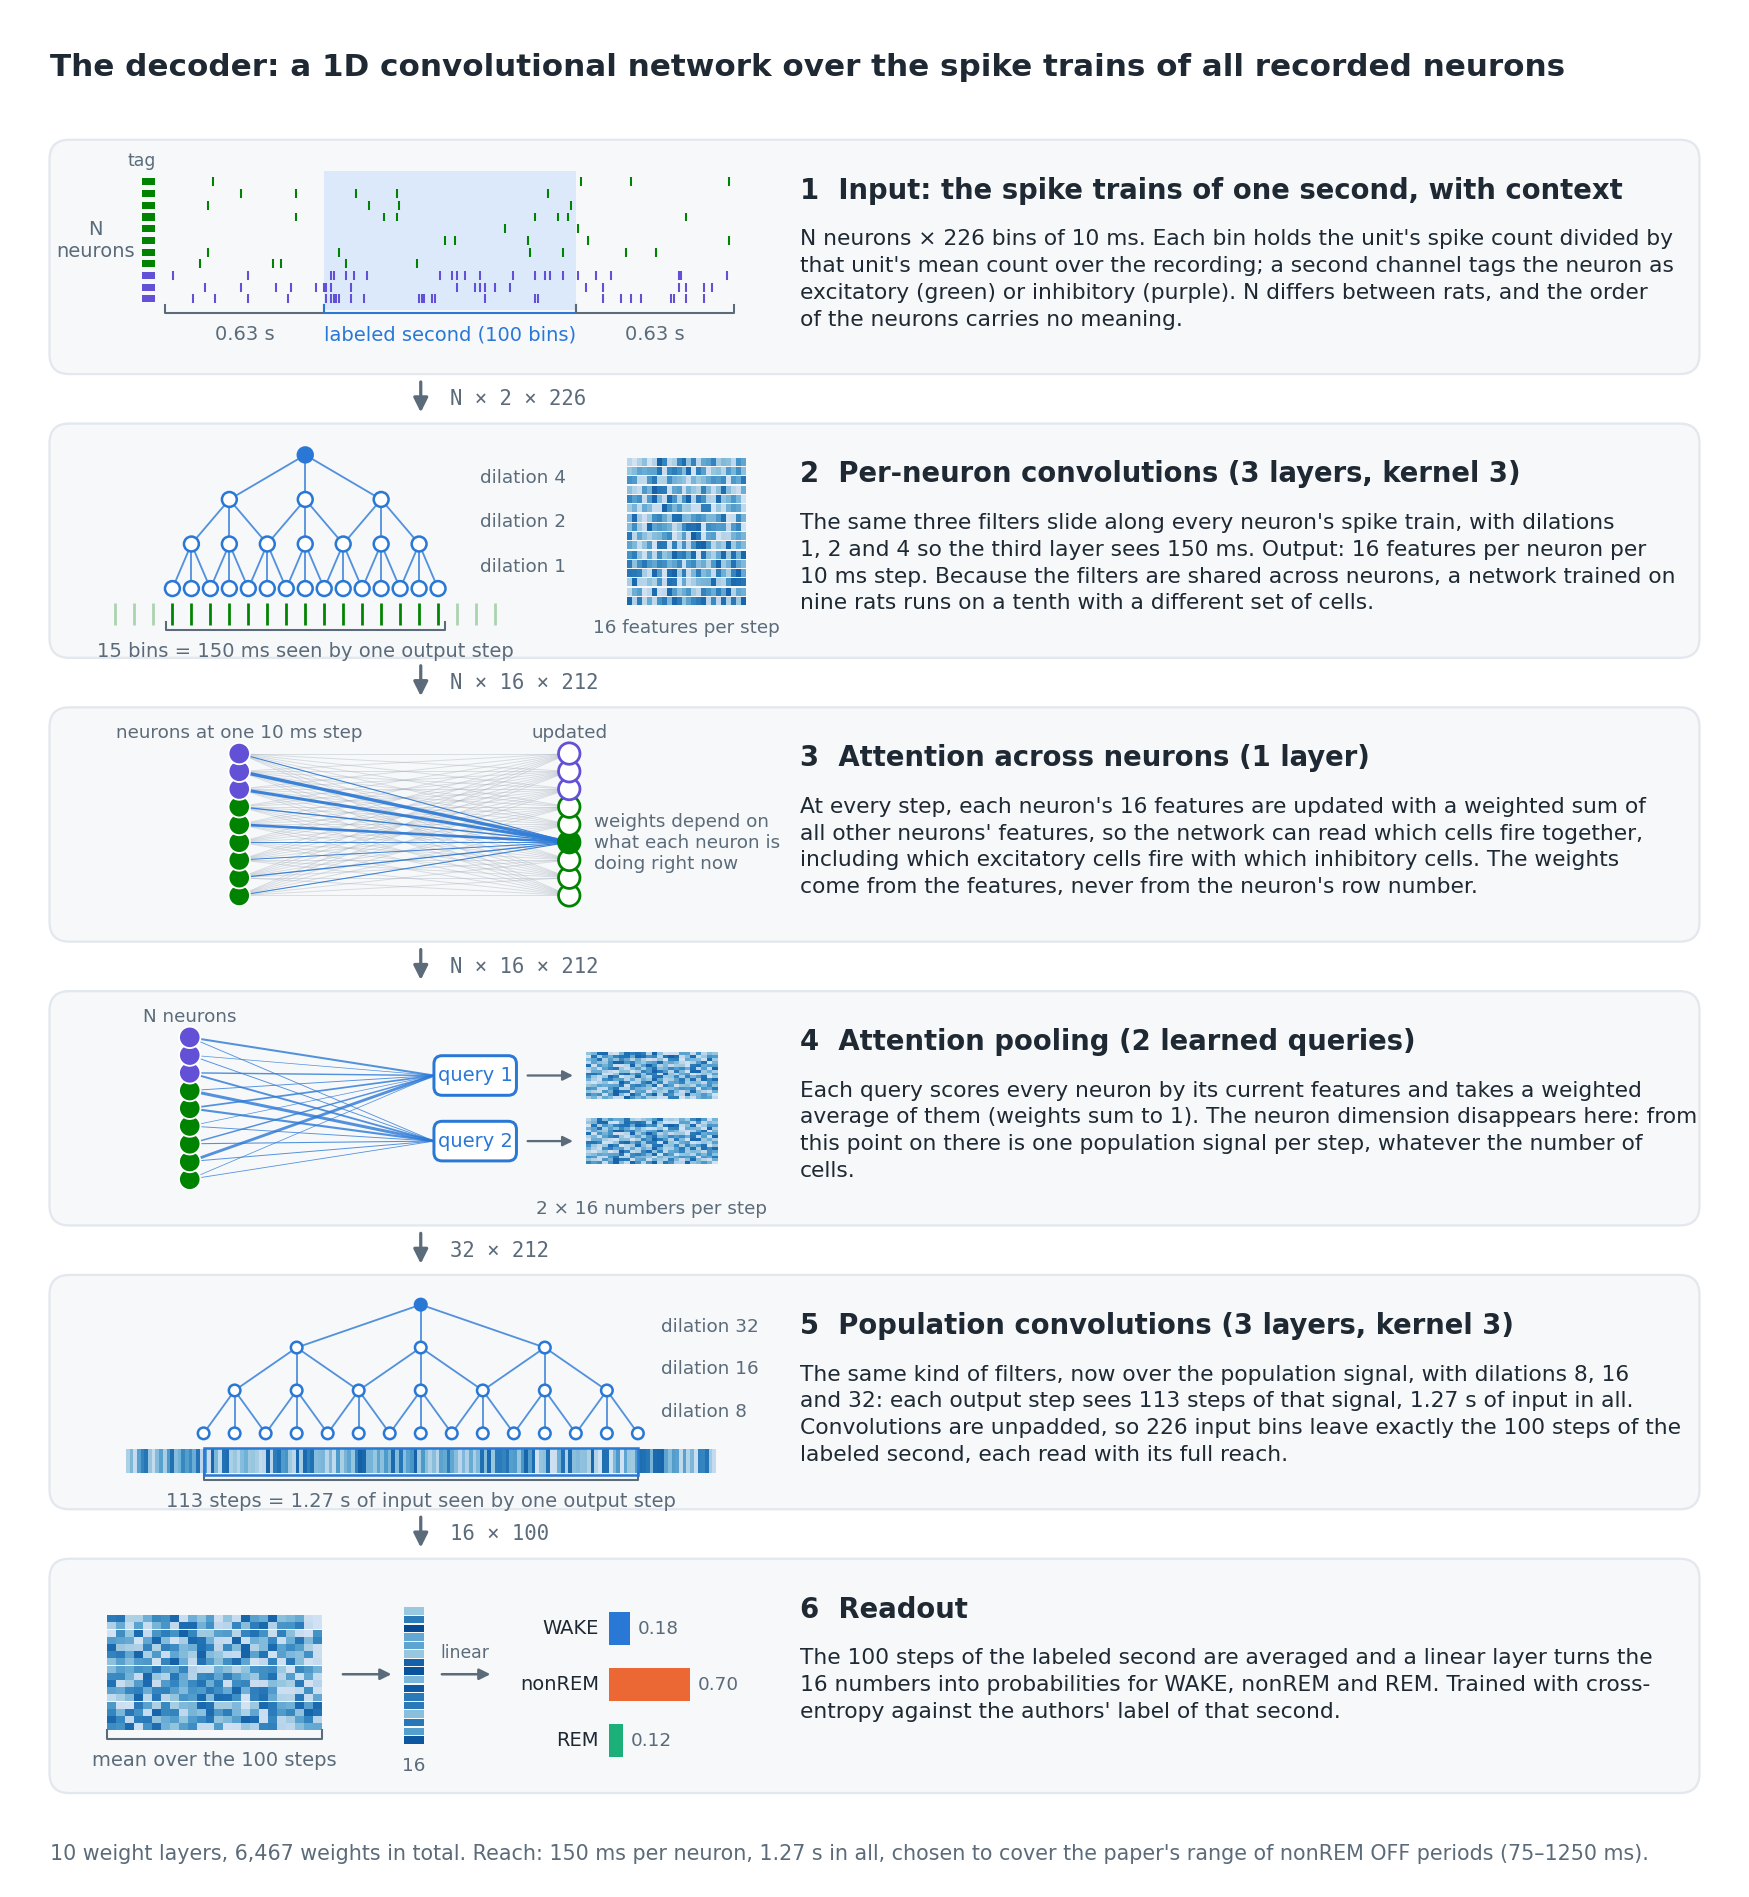 The decoder: a 1D convolutional network over the spike trains of all recorded neurons
tag
N
neurons
0.63 s
labeled second (100 bins)
0.63 s
1 Input: the spike trains of one second, with context
N neurons × 226 bins of 10 ms. Each bin holds the unit's spike count divided by
that unit's mean count over the recording; a second channel tags the neuron as
excitatory (green) or inhibitory (purple). N differs between rats, and the order
of the neurons carries no meaning.
N × 2 × 226
dilation 4
dilation 2
dilation 1
15 bins = 150 ms seen by one output step
16 features per step
2 Per-neuron convolutions (3 layers, kernel 3)
The same three filters slide along every neuron's spike train, with dilations
1, 2 and 4 so the third layer sees 150 ms. Output: 16 features per neuron per
10 ms step. Because the filters are shared across neurons, a network trained on
nine rats runs on a tenth with a different set of cells.
N × 16 × 212
neurons at one 10 ms step
updated
weights depend on
what each neuron is
doing right now
3 Attention across neurons (1 layer)
At every step, each neuron's 16 features are updated with a weighted sum of
all other neurons' features, so the network can read which cells fire together,
including which excitatory cells fire with which inhibitory cells. The weights
come from the features, never from the neuron's row number.
N × 16 × 212
N neurons
query 1
query 2
2 × 16 numbers per step
4 Attention pooling (2 learned queries)
Each query scores every neuron by its current features and takes a weighted
average of them (weights sum to 1). The neuron dimension disappears here: from
this point on there is one population signal per step, whatever the number of
cells.
32 × 212
dilation 32
dilation 16
dilation 8
113 steps = 1.27 s of input seen by one output step
5 Population convolutions (3 layers, kernel 3)
The same kind of filters, now over the population signal, with dilations 8, 16
and 32: each output step sees 113 steps of that signal, 1.27 s of input in all.
Convolutions are unpadded, so 226 input bins leave exactly the 100 steps of the
labeled second, each read with its full reach.
16 × 100
mean over the 100 steps
16
linear
WAKE
0.18
nonREM
0.70
REM
0.12
6 Readout
The 100 steps of the labeled second are averaged and a linear layer turns the
16 numbers into probabilities for WAKE, nonREM and REM. Trained with cross-
entropy against the authors' label of that second.
10 weight layers, 6,467 weights in total. Reach: 150 ms per neuron, 1.27 s in all, chosen to cover the paper's range of nonREM OFF periods (75–1250 ms).